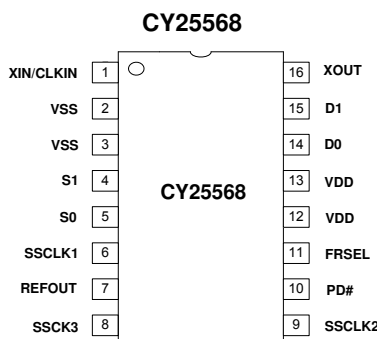 CY25568
XIN/CLKIN 1 16 XOUT
VSS 2 15 D1
VSS 3 14 D0
S1 4 13 VDD
CY25568
S0 5 12 VDD
SSCLK1 6 11 FRSEL
REFOUT 7 10 PD#
SSCK3 8 9 SSCLK2